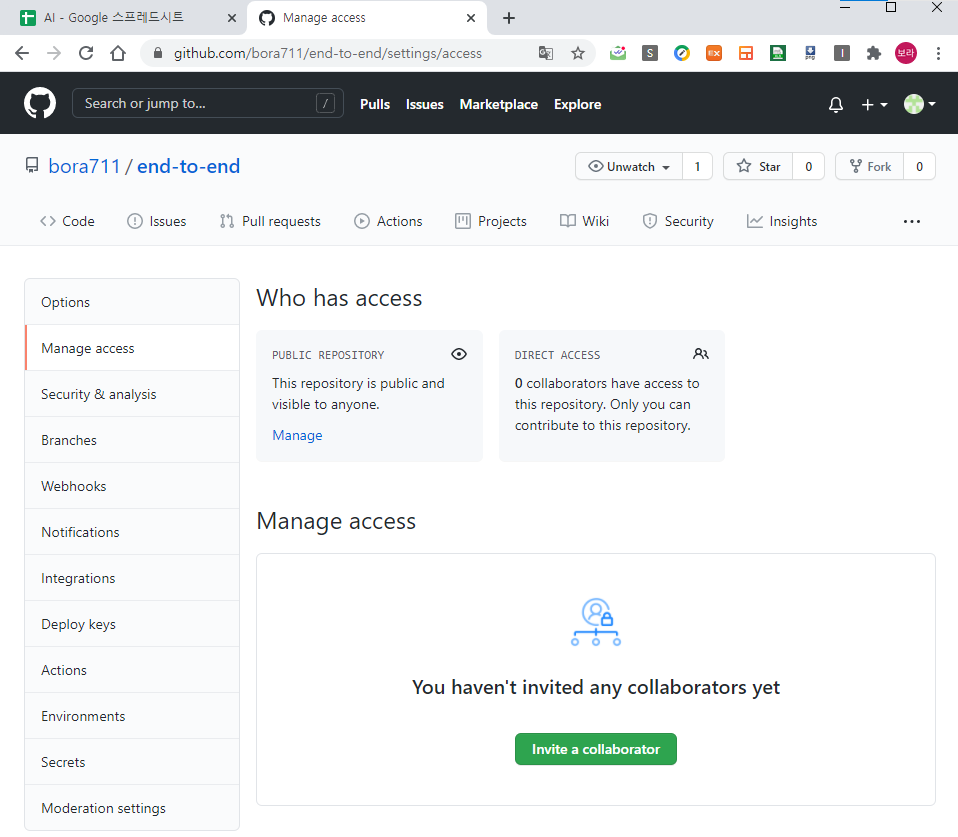 AI - Google 스프레드시트
Manage access
github.com/bora711/end-to-end/settings/access
S
보라
Search or jump to...
/
Pulls
Issues
Marketplace
Explore
bora711 / end-to-end
Unwatch
1
Star
0
Fork
0
Code
Issues
Pull requests
Actions
Projects
Wiki
Security
Insights
Options
Manage access
Security & analysis
Branches
Webhooks
Notifications
Integrations
Deploy keys
Actions
Environments
Secrets
Moderation settings
Who has access
PUBLIC REPOSITORY
This repository is public and
visible to anyone.
Manage
DIRECT ACCESS
0 collaborators have access to
this repository. Only you can
contribute to this repository.
Manage access
You haven't invited any collaborators yet
Invite a collaborator